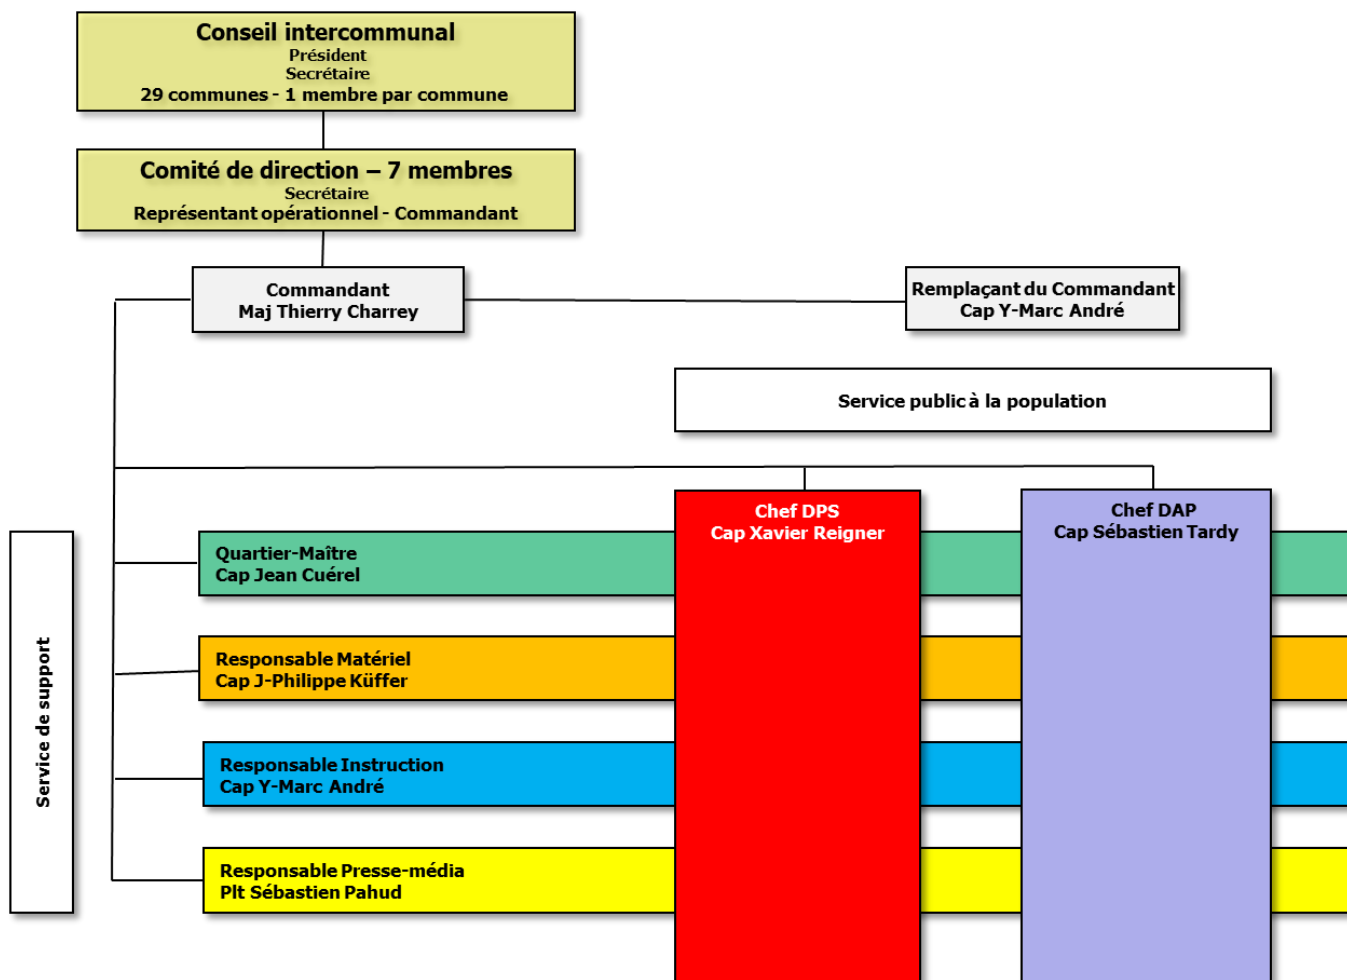 Conseil intercommunal
Président
Secrétaire
29 communes - 1 membre par commune
Comité de direction – 7 membres
Secrétaire
Représentant opérationnel - Commandant
Commandant
Maj Thierry Charrey
Remplaçant du Commandant
Cap Y-Marc André
Service public à la population
Chef DPS
Cap Xavier Reigner
Chef DAP
Cap Sébastien Tardy
Service de support
Quartier-Maître
Cap Jean Cuérel
Responsable Matériel
Cap J-Philippe Küffer
Responsable Instruction
Cap Y-Marc André
Responsable Presse-média
Plt Sébastien Pahud